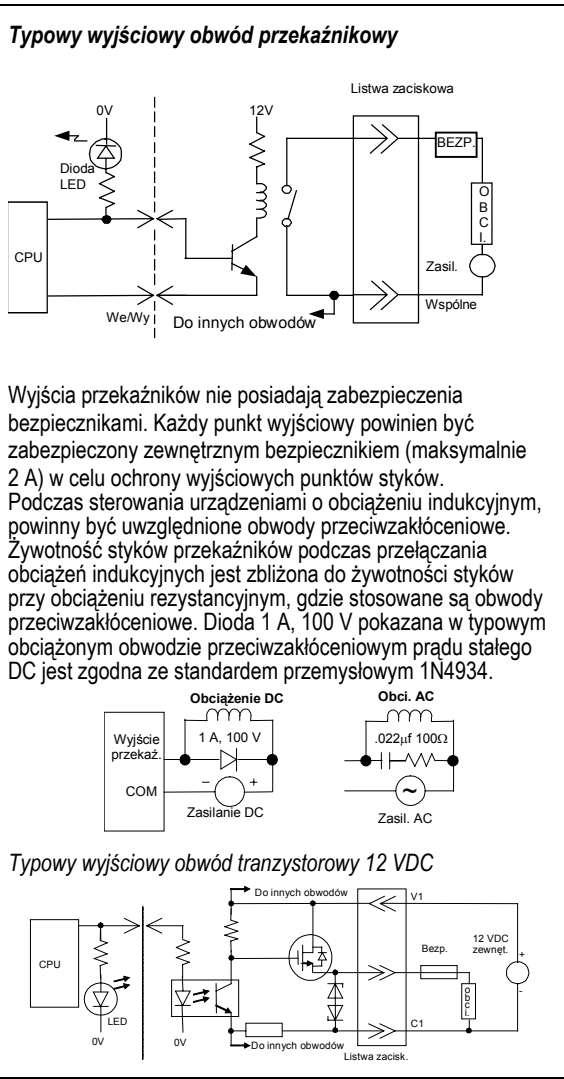 Typowy wyjściowy obwód przekaźnikowy
Listwa zaciskowa
0V
12V
BEZP.
Dioda
LED
O
B
C
I.
CPU
Zasil.
We/Wy
Do innych obwodów
Wspólne
Wyjścia przekaźników nie posiadają zabezpieczenia
bezpiecznikami. Każdy punkt wyjściowy powinien być
zabezpieczony zewnętrznym bezpiecznikiem (maksymalnie
2 A) w celu ochrony wyjściowych punktów styków.
Podczas sterowania urządzeniami o obciążeniu indukcyjnym,
powinny być uwzględnione obwody przeciwzakłóceniowe.
Żywotność styków przekaźników podczas przełączania
obciążeń indukcyjnych jest zbliżona do żywotności styków
przy obciążeniu rezystancyjnym, gdzie stosowane są obwody
przeciwzakłóceniowe. Dioda 1 A, 100 V pokazana w typowym
obciążonym obwodzie przeciwzakłóceniowym prądu stałego
DC jest zgodna ze standardem przemysłowym 1N4934.
Obciążenie DC
Obci. AC
Wyjście
przekaź.
1 A, 100 V
.022µf 100Ω
COM
– +
~
Zasilanie DC
Zasil. AC
Typowy wyjściowy obwód tranzystorowy 12 VDC
Do innych obwodów
V1
CPU
Bezp.
12 VDC
zewnęt.
+
-
o
b
c
i.
LED
0V
0V
C1
Do innych obwodów
Listwa zacisk.